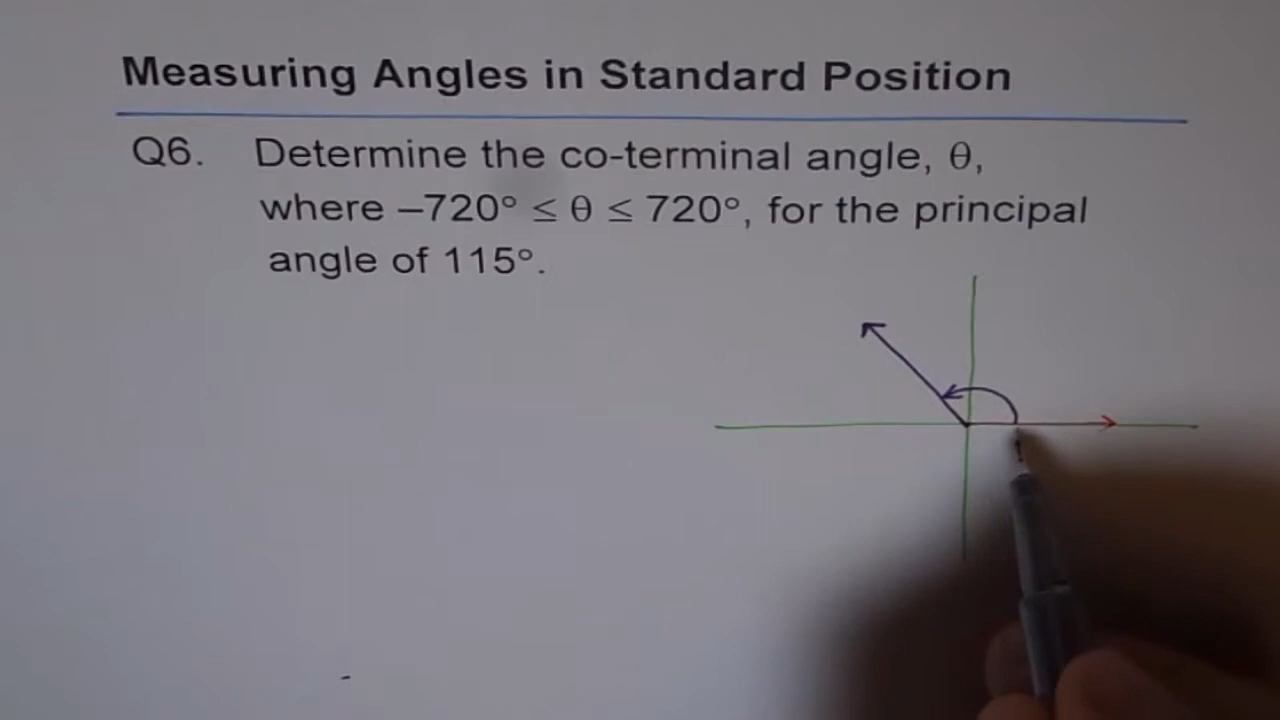 Measuring Angles in Standard Position
Q6. Determine the co-terminal angle, θ,
where –720° ≤ θ ≤ 720°, for the principal
angle of 115°.